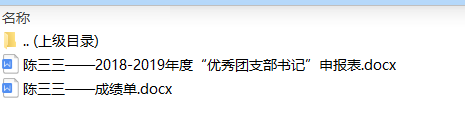 名称
.. (上级目录)
陈三三——2018-2019年度“优秀团支部书记”申报表.docx
陈三三——成绩单.docx